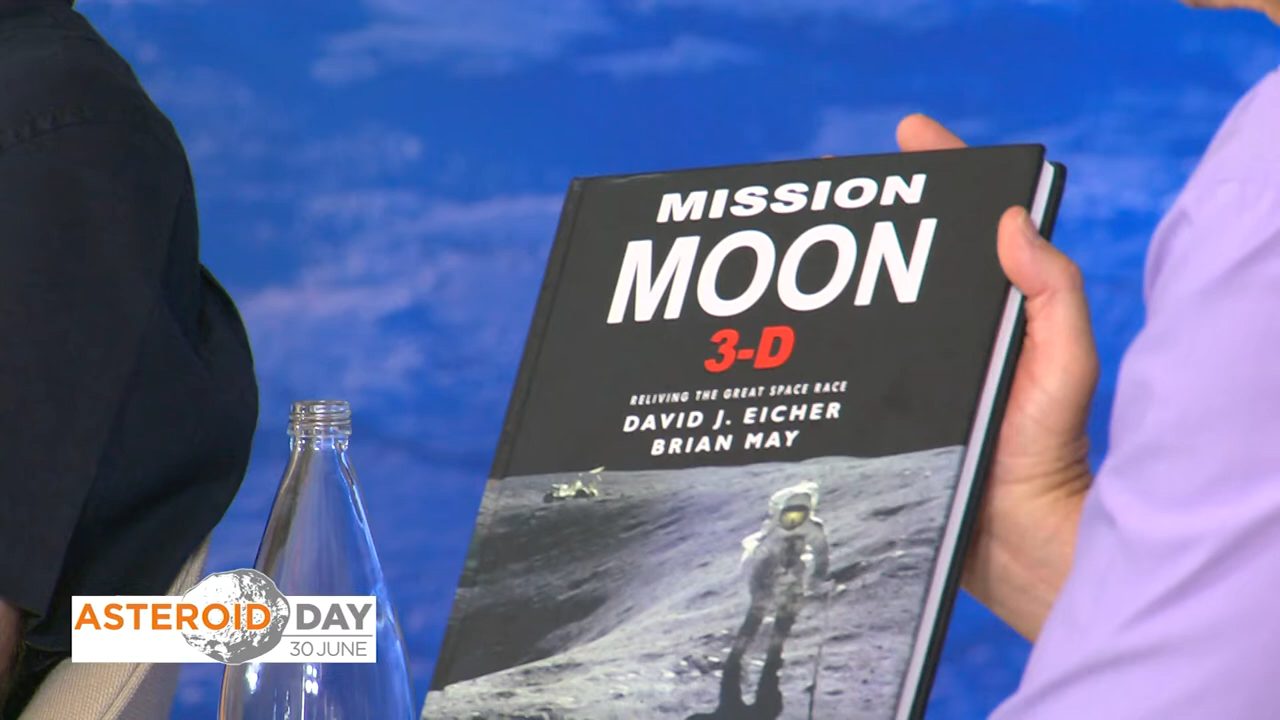 MISSION
MOON
3-D
RELIVING THE GREAT SPACE RACE
DAVID J. EICHER
BRIAN MAY
ASTEROID DAY
30 JUNE